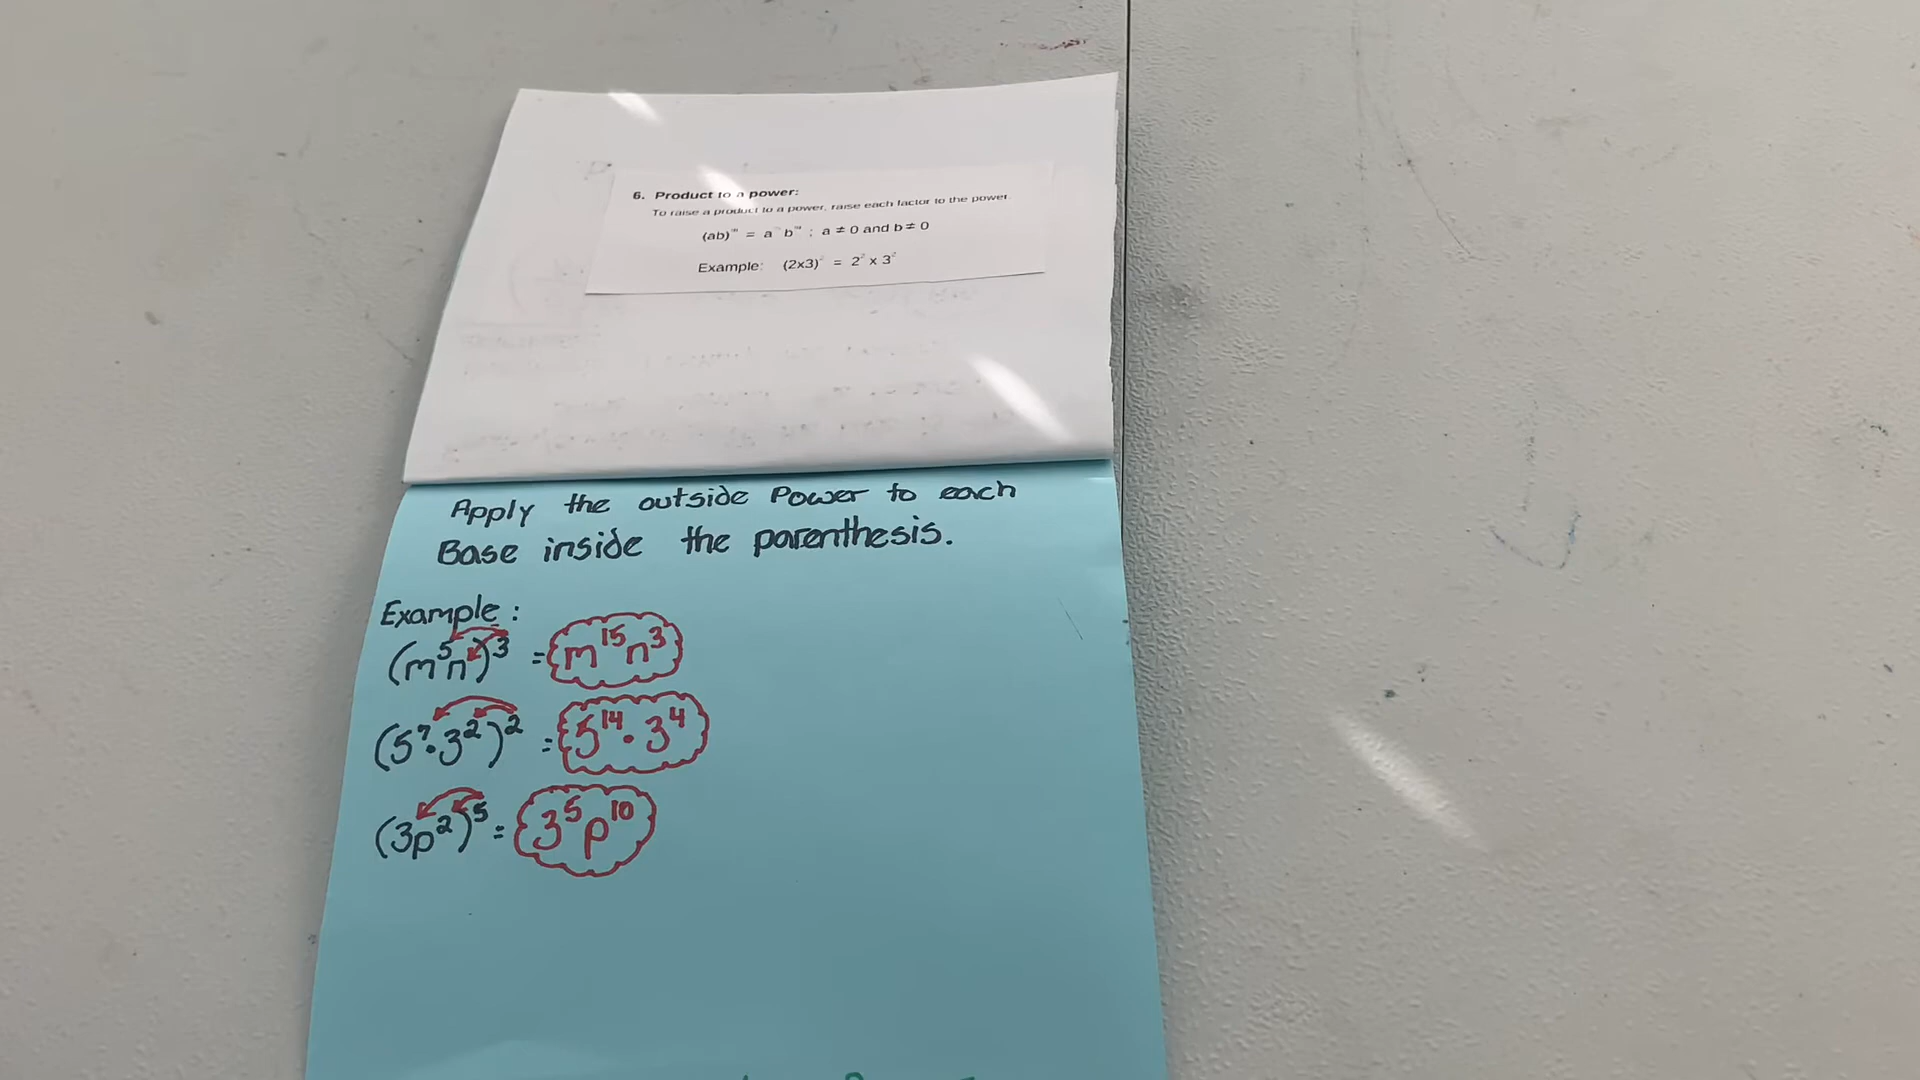 6. Product to a power:
To raise a product to a power, raise each factor to the power.
(ab)ᵐ = aᵐbᵐ ; a ≠ 0 and b ≠ 0
Example: (2x3)² = 2² x 3²
Apply the outside Power to each
Base inside the parenthesis.
Example:
(m⁵n)³ = m¹⁵n³
(5⁷·3²)² = 5¹⁴·3⁴
(3p²)⁵ = 3⁵p¹⁰